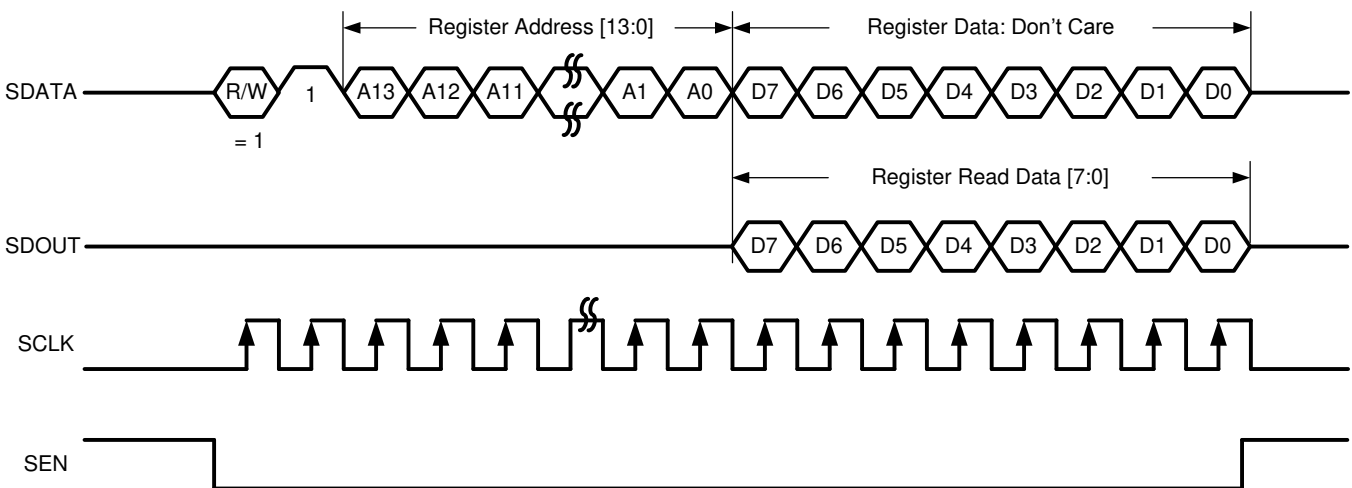 Register Address [13:0] Register Data: Don't Care
SDATA R/W 1 A13 A12 A11 A1 A0 D7 D6 D5 D4 D3 D2 D1 D0
= 1
Register Read Data [7:0]
SDOUT D7 D6 D5 D4 D3 D2 D1 D0
SCLK
SEN